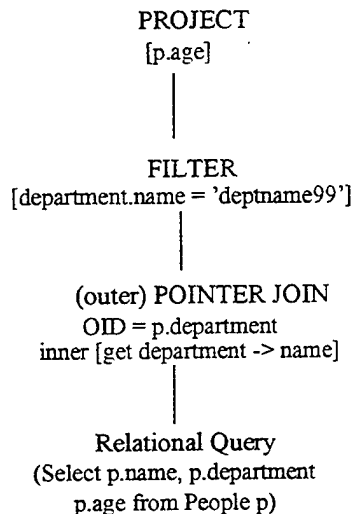 PROJECT
[p.age]
FILTER
[department.name = 'deptname99']
(outer) POINTER JOIN
OID = p.department
inner [get department -> name]
Relational Query
(Select p.name, p.department
p.age from People p)